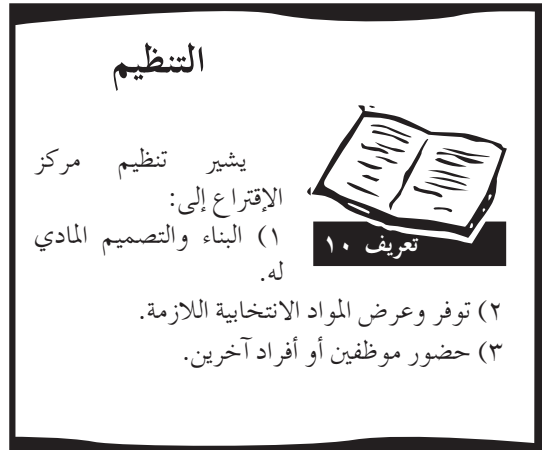 التنظيم
يشير تنظيم مركز
الإقتراع إلى:
١) البناء والتصميم المادي
له.
تعريف ١٠
٢) توفر وعرض المواد الانتخابية اللازمة.
٣) حضور موظفين أو أفراد آخرين.